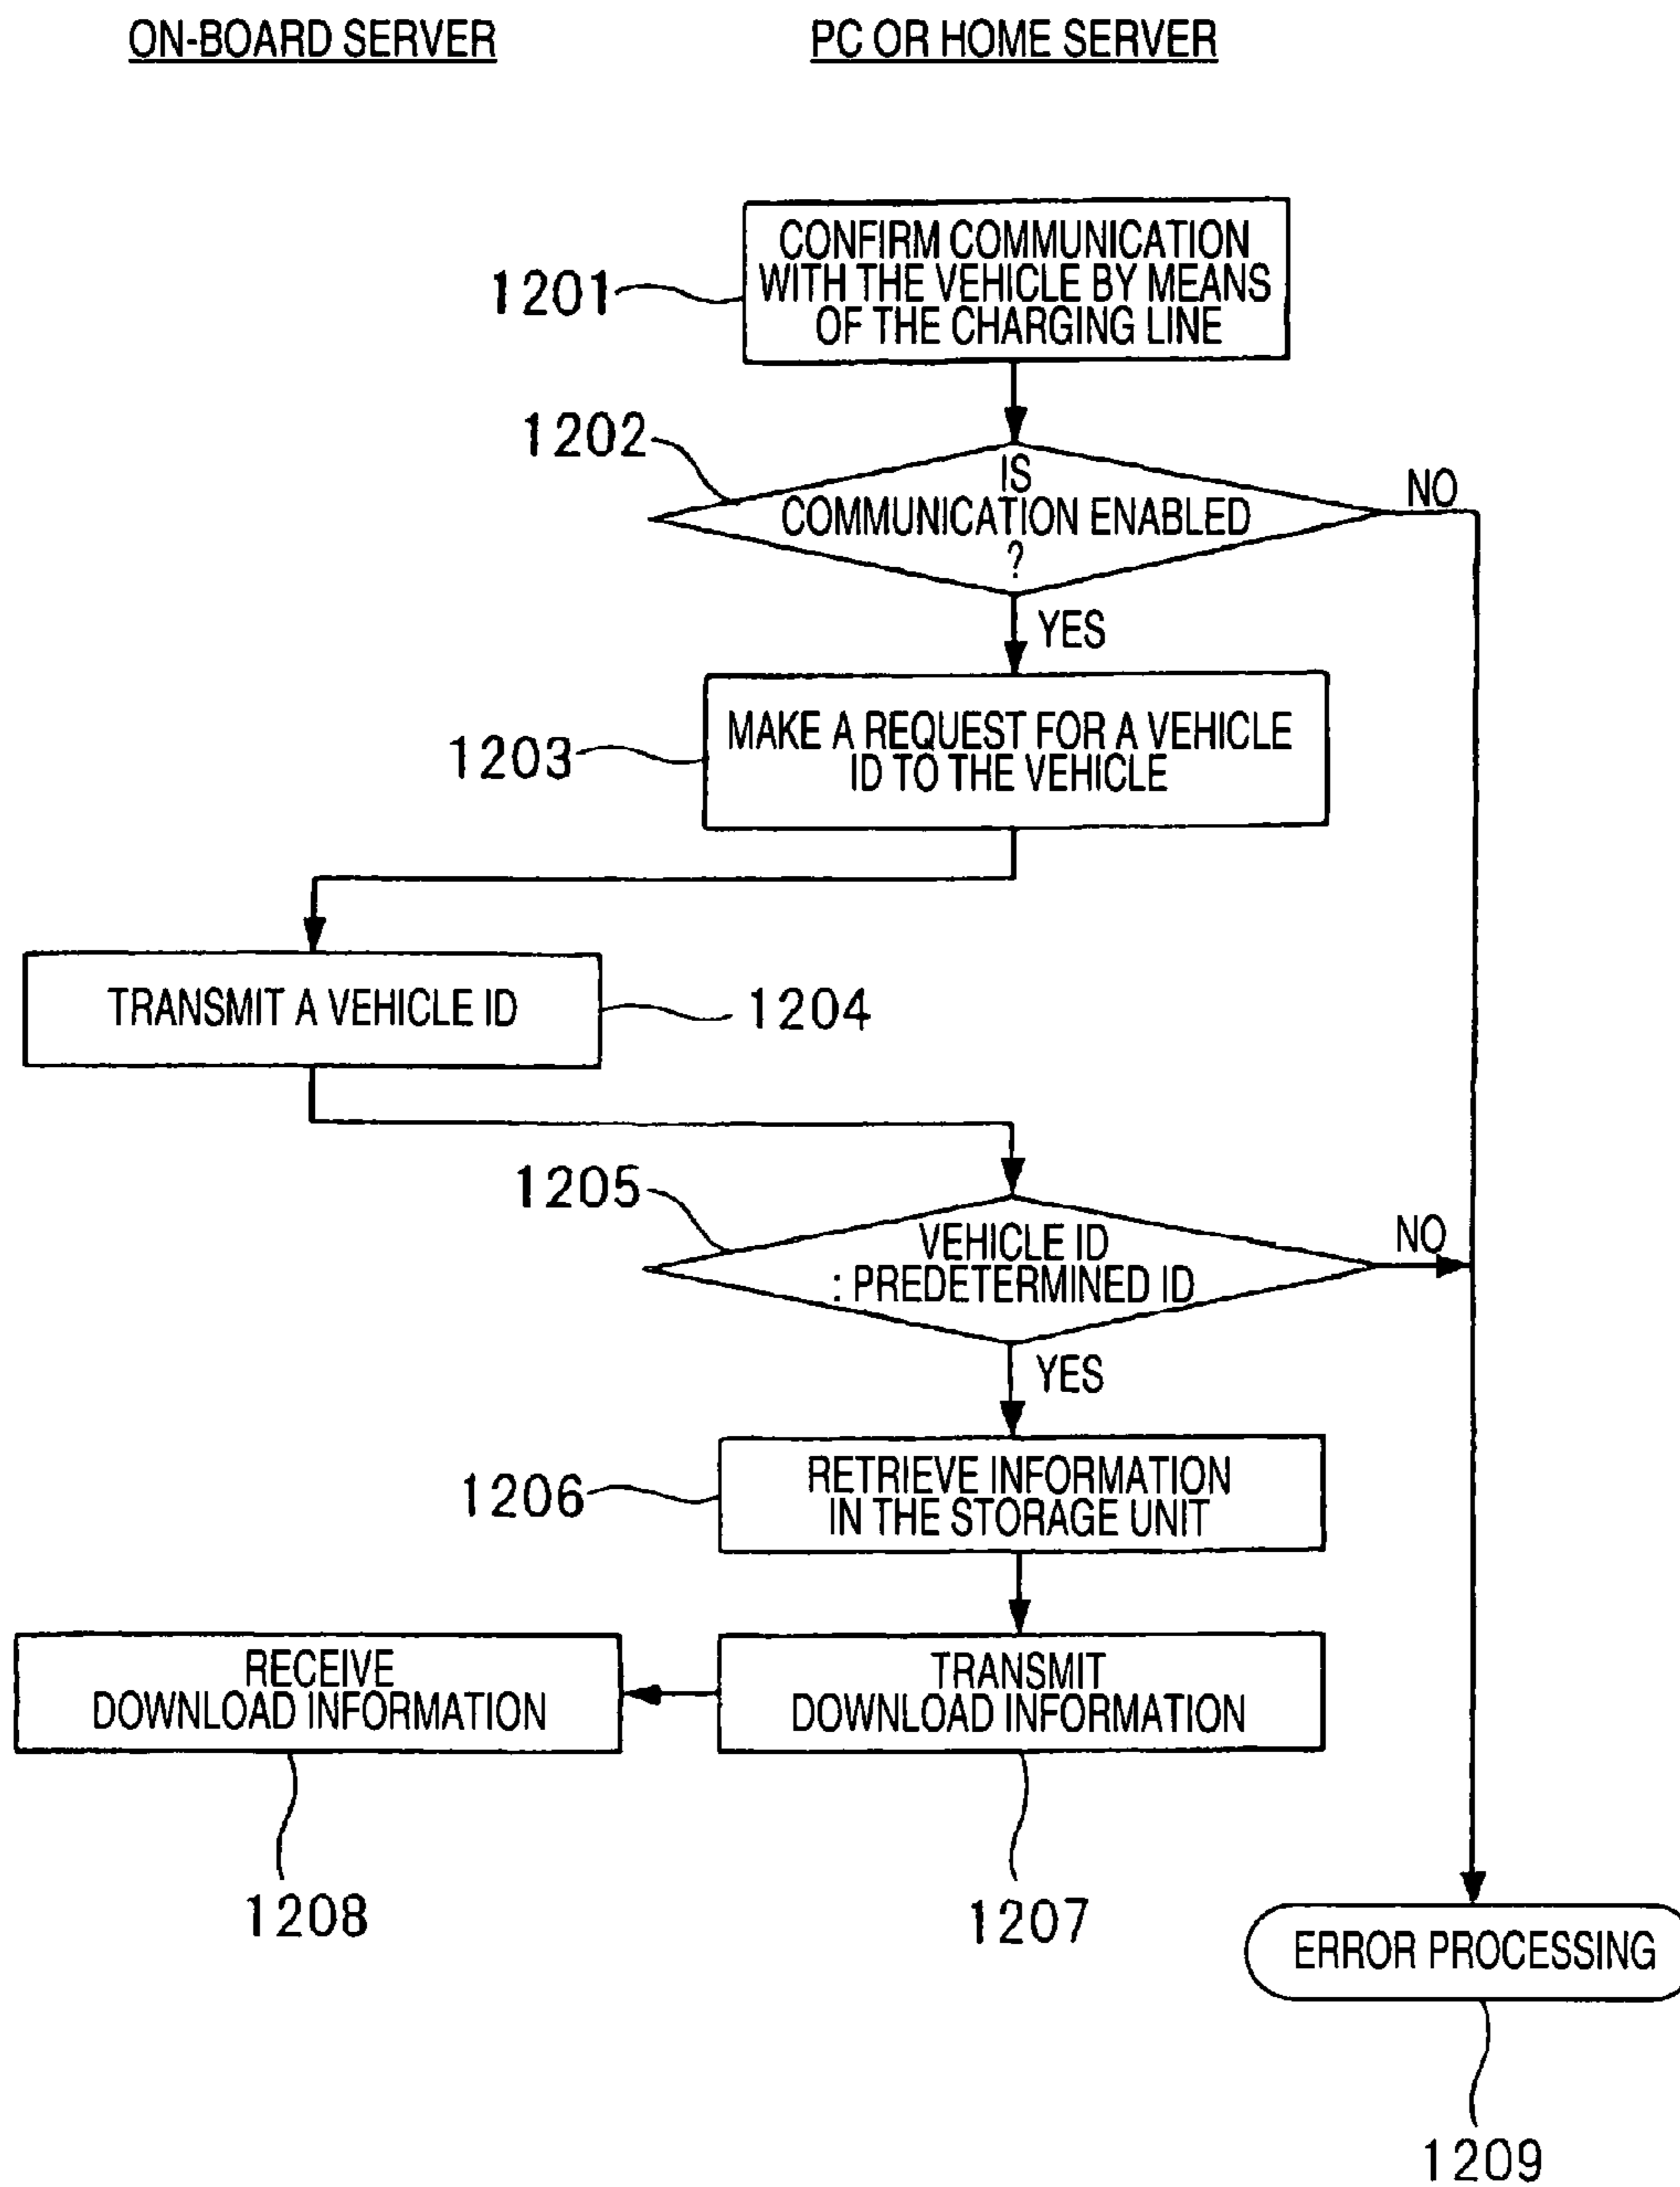 ON-BOARD SERVER
PC OR HOME SERVER
CONFIRM COMMUNICATION
WITH THE VEHICLE BY MEANS
OF THE CHARGING LINE
1201
1202
IS
COMMUNICATION ENABLED
?
NO
YES
1203
MAKE A REQUEST FOR A VEHICLE
ID TO THE VEHICLE
TRANSMIT A VEHICLE ID
1204
1205
VEHICLE ID
: PREDETERMINED ID
NO
YES
1206
RETRIEVE INFORMATION
IN THE STORAGE UNIT
RECEIVE
DOWNLOAD INFORMATION
TRANSMIT
DOWNLOAD INFORMATION
1208
1207
ERROR PROCESSING
1209